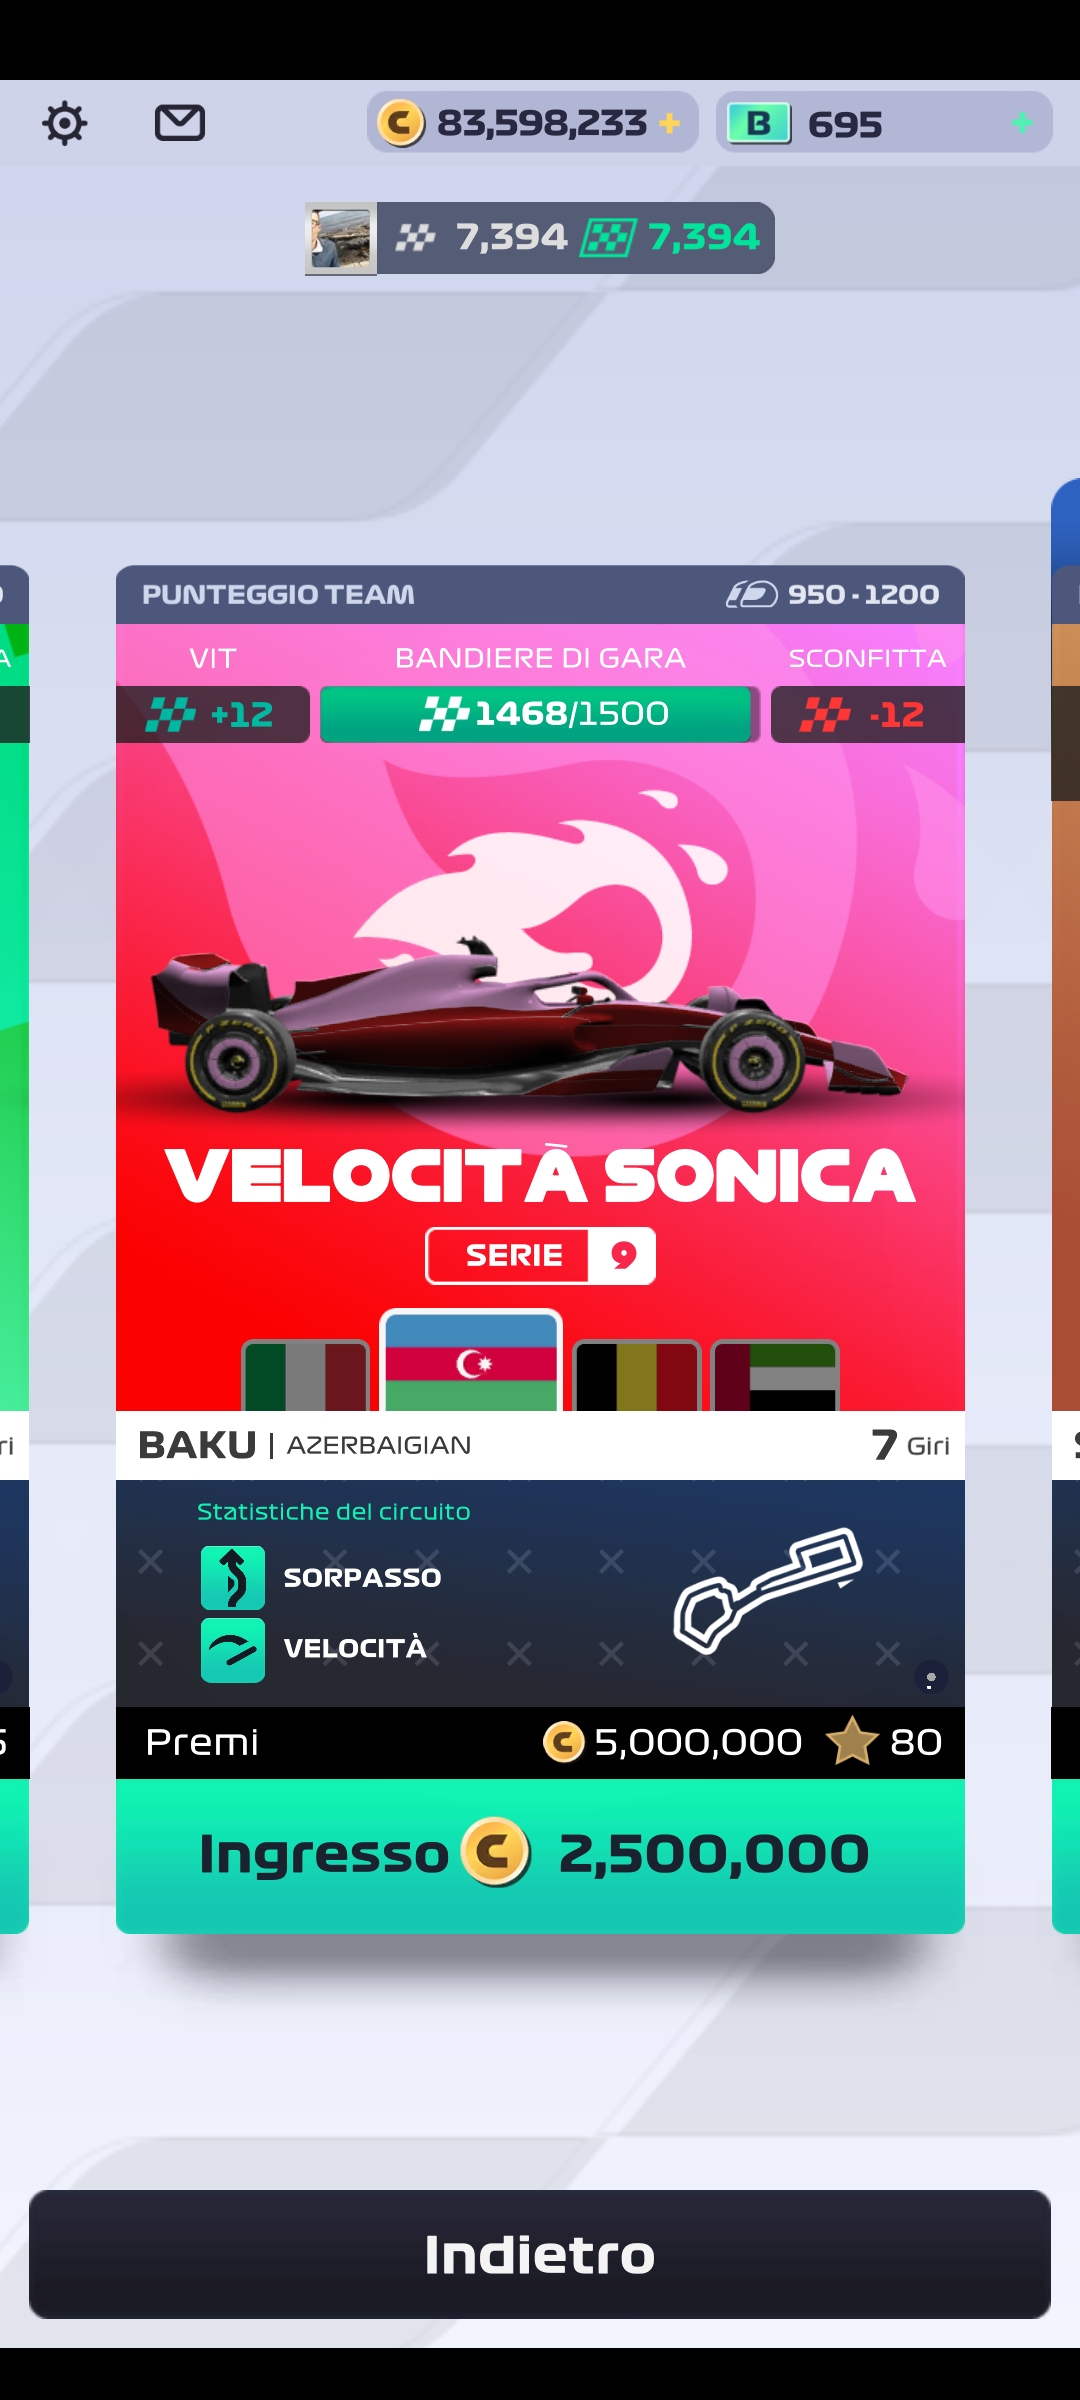 83,598,233
B 695
7,394 7,394
PUNTEGGIO TEAM 950 - 1200
VIT BANDIERE DI GARA SCONFITTA
+12 1468/1500 -12
VELOCITÀ SONICA
SERIE 9
BAKU | AZERBAIGIAN 7 Giri
Statistiche del circuito
SORPASSO
VELOCITÀ
Premi 5,000,000 80
Ingresso C 2,500,000
Indietro